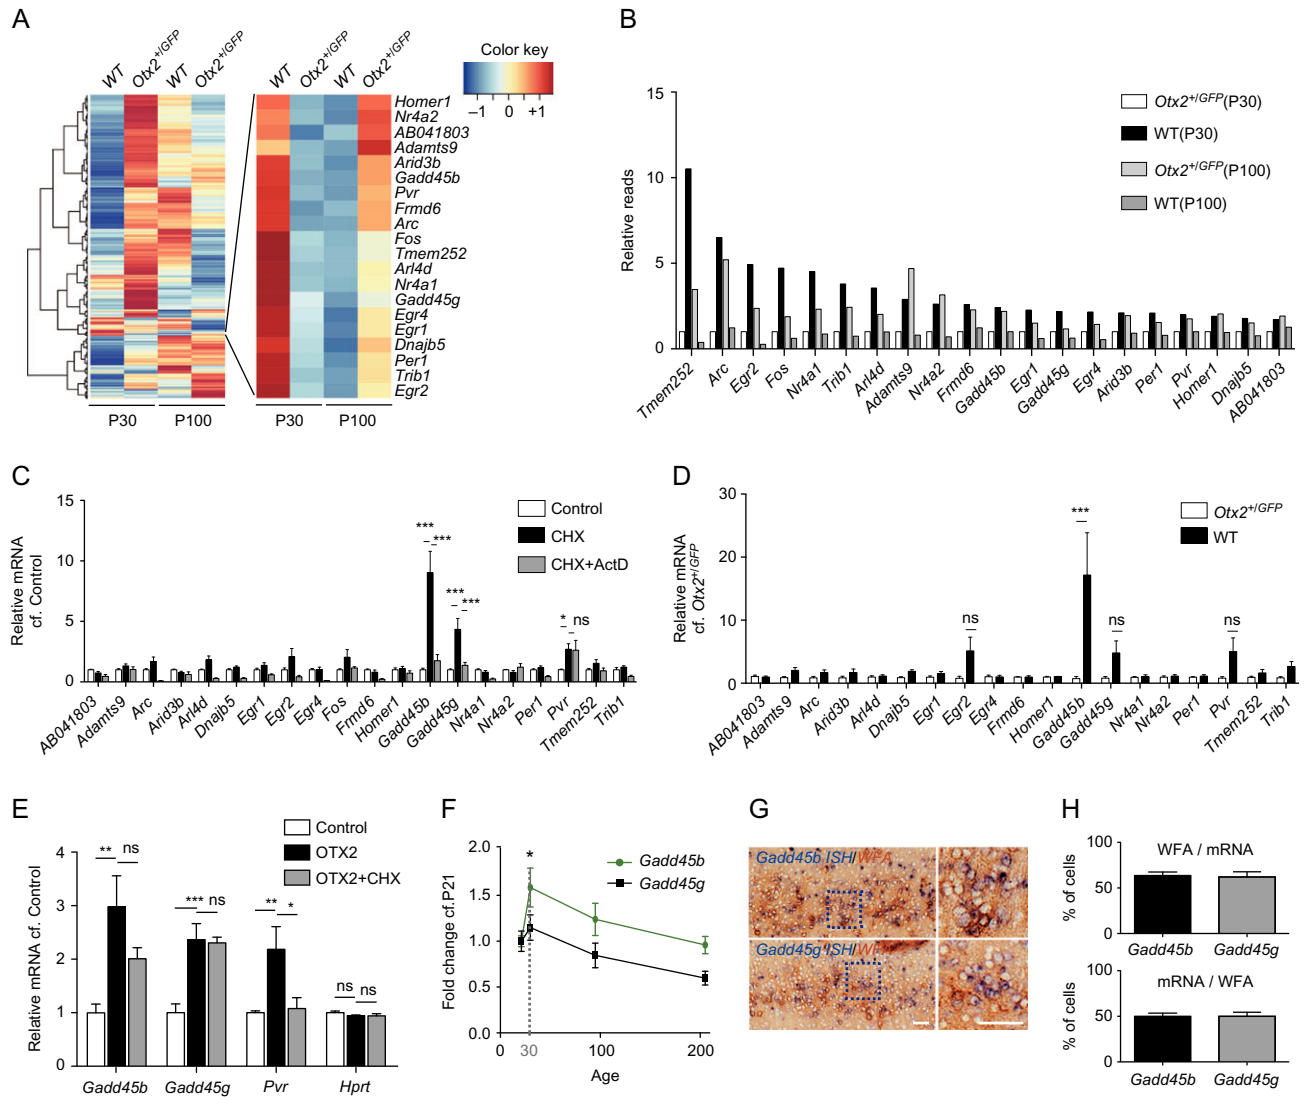 A
WT
Otx2+/GFP
WT
Otx2+/GFP
WT
Otx2+/GFP
WT
Otx2+/GFP
Color key
–1 0 +1
Homer1
Nr4a2
AB041803
Adamts9
Arid3b
Gadd45b
Pvr
Frmd6
Arc
Fos
Tmem252
Arl4d
Nr4a1
Gadd45g
Egr4
Egr1
Dnajb5
Per1
Trib1
Egr2
P30 P100 P30 P100
B
Relative reads
15
10
5
0
Otx2+/GFP(P30)
WT(P30)
Otx2+/GFP(P100)
WT(P100)
Tmem252 Arc Egr2 Fos Nr4a1 Trib1 Arl4d Adamts9 Nr4a2 Frmd6 Gadd45b Egr1 Gadd45g Egr4 Arid3b Per1 Pvr Homer1 Dnajb5 AB041803
C
Relative mRNA
cf. Control
15
10
5
0
Control
CHX
CHX+ActD
*** *** *** *** * ns
AB041803 Adamts9 Arc Arid3b Arl4d Dnajb5 Egr1 Egr2 Egr4 Fos Frmd6 Homer1 Gadd45b Gadd45g Nr4a1 Nr4a2 Per1 Pvr Tmem252 Trib1
D
Relative mRNA
cf. Otx2+/GFP
30
20
10
0
Otx2+/GFP
WT
ns *** ns ns
AB041803 Adamts9 Arc Arid3b Arl4d Dnajb5 Egr1 Egr2 Egr4 Frmd6 Homer1 Gadd45b Gadd45g Nr4a1 Nr4a2 Per1 Pvr Tmem252 Trib1
E
Relative mRNA cf. Control
4
3
2
1
0
Control
OTX2
OTX2+CHX
** ns *** ns ** * ns ns
Gadd45b Gadd45g Pvr Hprt
F
Fold change cf.P21
2.0
1.5
1.0
0.5
0.0
*
Gadd45b
Gadd45g
0 30 100 200
Age
G
Gadd45b ISH/WFA
Gadd45g ISH/WF
H
% of cells
100
50
0
WFA / mRNA
Gadd45b Gadd45g
% of cells
100
50
0
mRNA / WFA
Gadd45b Gadd45g